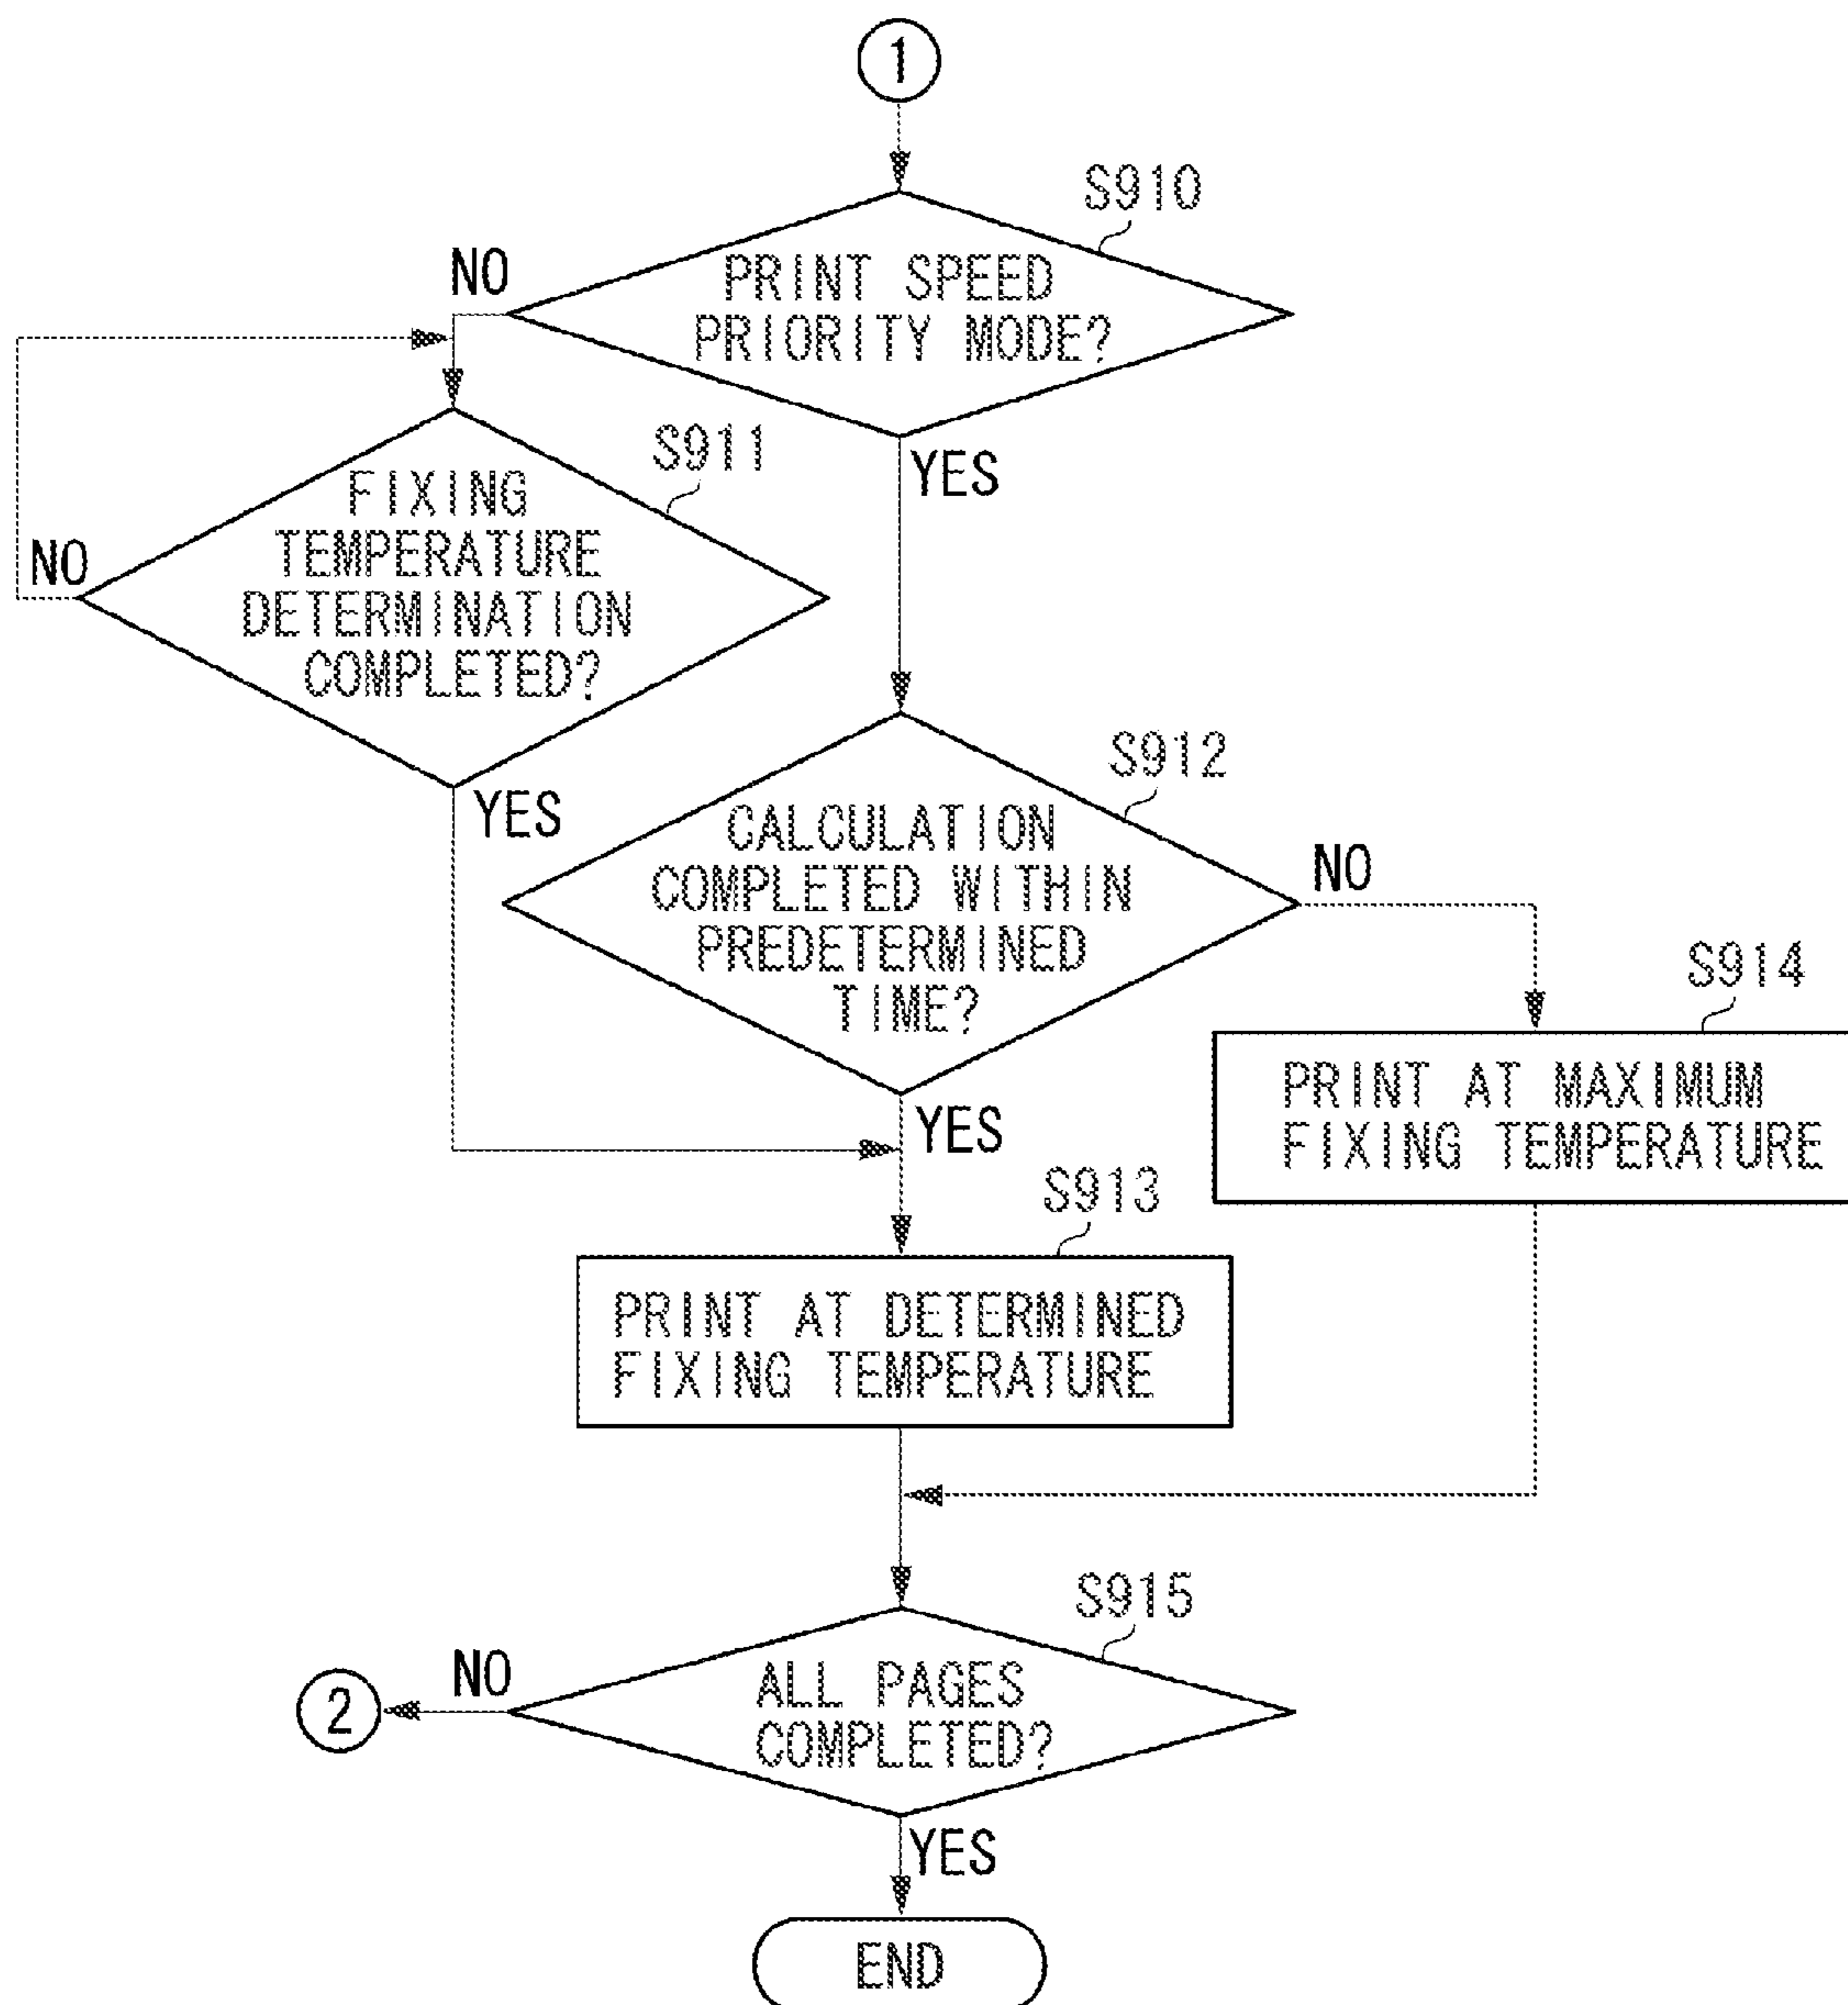 1
S910
NO
PRINT SPEED
PRIORITY MODE?
YES
S911
FIXING
TEMPERATURE
DETERMINATION
COMPLETED?
NO
YES
S912
CALCULATION
COMPLETED WITHIN
PREDETERMINED
TIME?
NO
YES
S914
PRINT AT MAXIMUM
FIXING TEMPERATURE
S913
PRINT AT DETERMINED
FIXING TEMPERATURE
S915
ALL PAGES
COMPLETED?
NO
2
YES
END